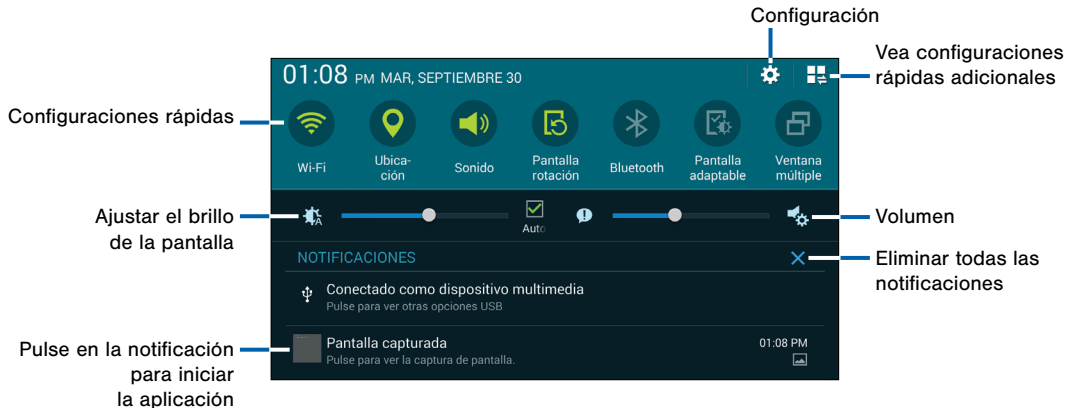 Configuración
Vea configuraciones
rápidas adicionales
01:08 PM MAR, SEPTIEMBRE 30
Configuraciones rápidas
Wi-Fi
Ubica-
ción
Sonido
Pantalla
rotación
Bluetooth
Pantalla
adaptable
Ventana
múltiple
Ajustar el brillo
de la pantalla
A
Auto
Volumen
NOTIFICACIONES
Eliminar todas las
notificaciones
Conectado como dispositivo multimedia
Pulse para ver otras opciones USB
Pulse en la notificación
para iniciar
la aplicación
Pantalla capturada
01:08 PM
Pulse para ver la captura de pantalla.